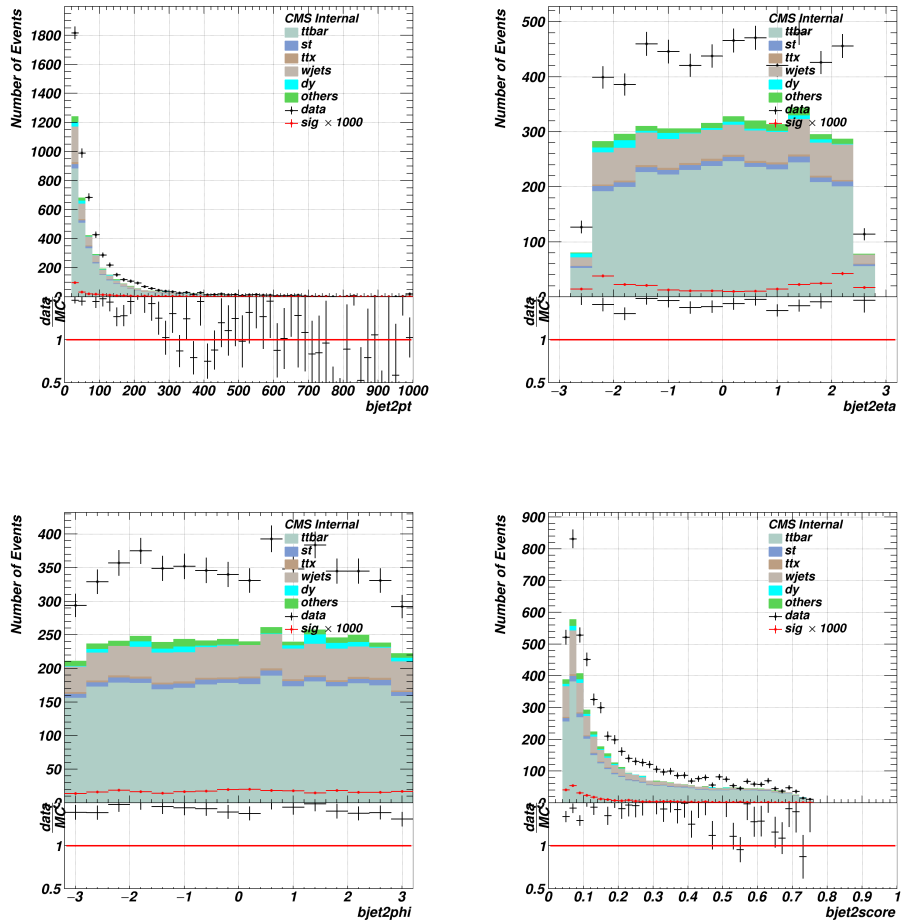 Number of Events
1800
1600
1400
1200
1000
800
600
400
200
0
CMS Internal
ttbar
st
ttx
wjets
dy
others
data
sig × 1000
data
MC
1
0.5
0 100 200 300 400 500 600 700 800 900 1000
bjet2pt
Number of Events
500
400
300
200
100
0
CMS Internal
ttbar
st
ttx
wjets
dy
others
data
sig × 1000
data
MC
1
0.5
−3 −2 −1 0 1 2 3
bjet2eta
Number of Events
400
350
300
250
200
150
100
50
0
CMS Internal
ttbar
st
ttx
wjets
dy
others
data
sig × 1000
data
MC
1
0.5
−3 −2 −1 0 1 2 3
bjet2phi
Number of Events
900
800
700
600
500
400
300
200
100
0
CMS Internal
ttbar
st
ttx
wjets
dy
others
data
sig × 1000
data
MC
1
0.5
0 0.1 0.2 0.3 0.4 0.5 0.6 0.7 0.8 0.9 1
bjet2score